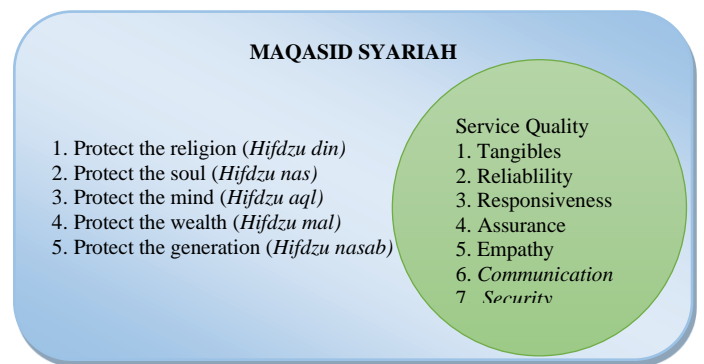 MAQASID SYARIAH
1. Protect the religion (Hifdzu din)
2. Protect the soul (Hifdzu nas)
3. Protect the mind (Hifdzu aql)
4. Protect the wealth (Hifdzu mal)
5. Protect the generation (Hifdzu nasab)
Service Quality
1. Tangibles
2. Reliablility
3. Responsiveness
4. Assurance
5. Empathy
6. Communication
7. Security